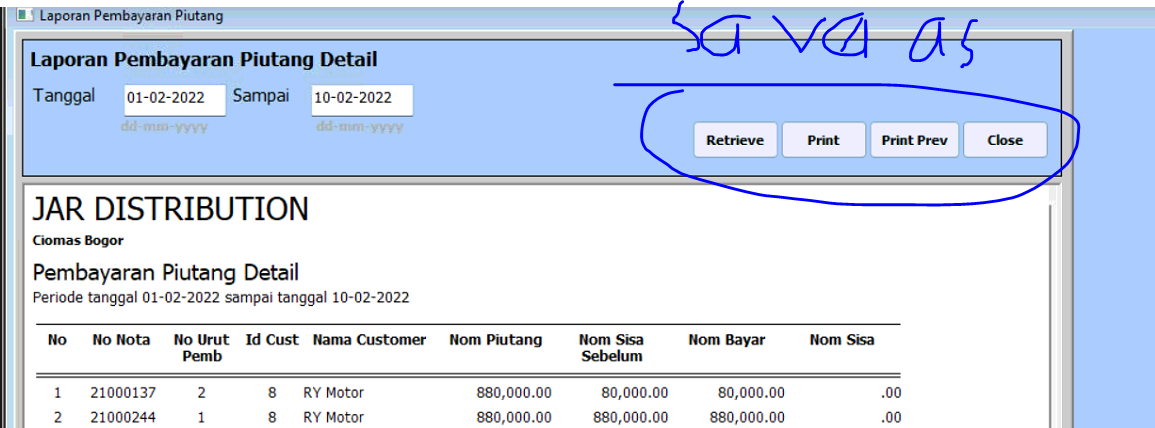 Laporan Pembayaran Piutang
sava as
Laporan Pembayaran Piutang Detail
Tanggal 01-02-2022 Sampai 10-02-2022
dd-mm-yyyy dd-mm-yyyy
Retrieve Print Print Prev Close
JAR DISTRIBUTION
Ciomas Bogor
Pembayaran Piutang Detail
Periode tanggal 01-02-2022 sampai tanggal 10-02-2022
No No Nota No Urut Pemb Id Cust Nama Customer Nom Piutang Nom Sisa Sebelum Nom Bayar Nom Sisa
1 21000137 2 8 RY Motor 880,000.00 80,000.00 80,000.00 .00
2 21000244 1 8 RY Motor 880,000.00 880,000.00 880,000.00 .00